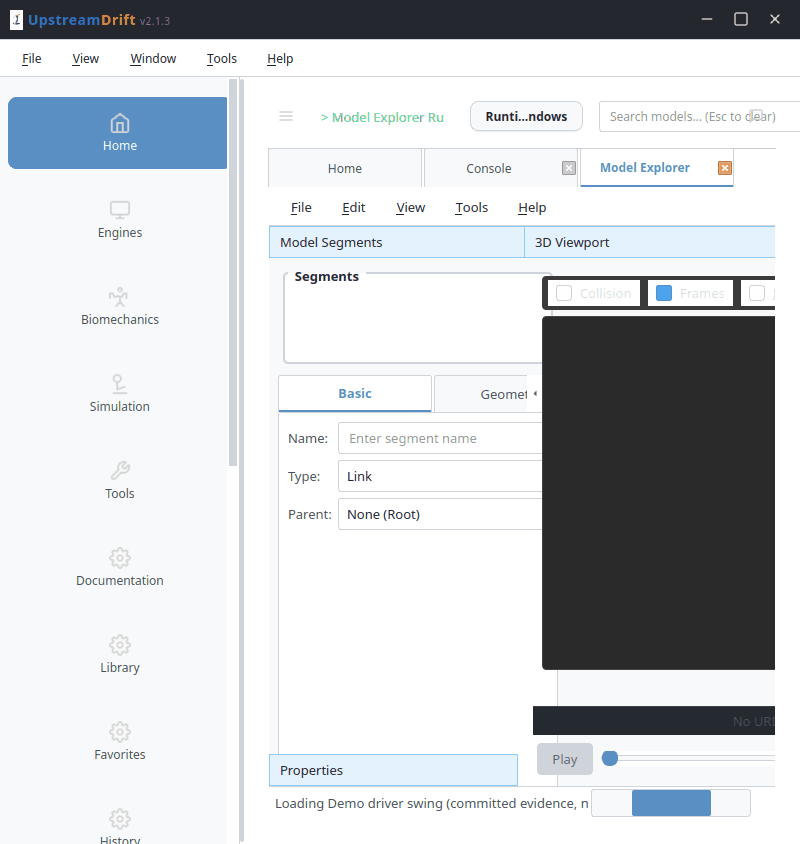 UpstreamDrift v2.1.3
File View Window Tools Help
Home
Engines
Biomechanics
Simulation
Tools
Documentation
Library
Favorites
History
> Model Explorer Ru
Runti...ndows
Search models... (Esc to clear)
Home Console Model Explorer
File Edit View Tools Help
Model Segments 3D Viewport
Segments
Collision Frames
Basic Geomet
Name: Enter segment name
Type: Link
Parent: None (Root)
No URD
Properties
Play
Loading Demo driver swing (committed evidence, n